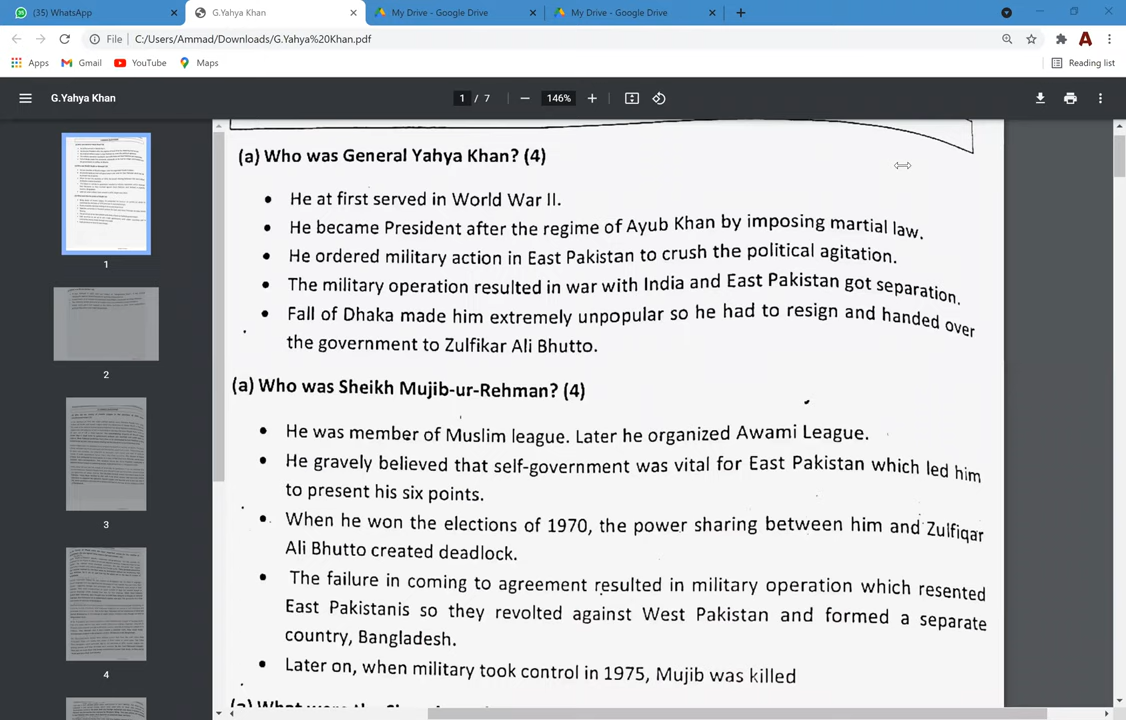 (35) WhatsApp
G.Yahya Khan
My Drive - Google Drive
My Drive - Google Drive
File
C:/Users/Ammad/Downloads/G.Yahya%20Khan.pdf
A
Apps
Gmail
YouTube
Maps
Reading list
G.Yahya Khan
1 / 7
146%
(a) Who was General Yahya Khan? (4)
• He at first served in World War II.
• He became President after the regime of Ayub Khan by imposing martial law.
• He ordered military action in East Pakistan to crush the political agitation.
• The military operation resulted in war with India and East Pakistan got separation.
• Fall of Dhaka made him extremely unpopular so he had to resign and handed over
the government to Zulfikar Ali Bhutto.
(a) Who was Sheikh Mujib-ur-Rehman? (4)
• He was member of Muslim league. Later he organized Awami League.
• He gravely believed that self-government was vital for East Pakistan which led him
to present his six points.
• When he won the elections of 1970, the power sharing between him and Zulfiqar
Ali Bhutto created deadlock.
• The failure in coming to agreement resulted in military operation which resented
East Pakistanis so they revolted against West Pakistan and formed a separate
country, Bangladesh.
• Later on, when military took control in 1975, Mujib was killed
1
2
3
4